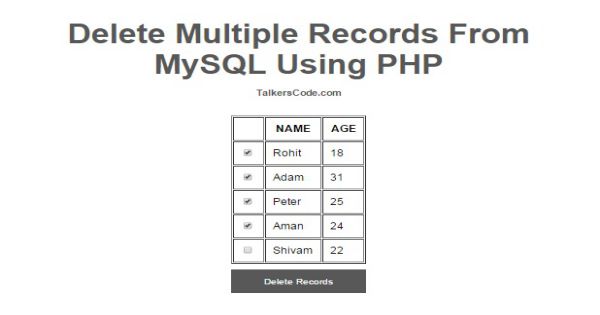 Delete Multiple Records From
MySQL Using PHP
TalkersCode.com
NAME AGE
Rohit 18
Adam 31
Peter 25
Aman 24
Shivam 22
Delete Records